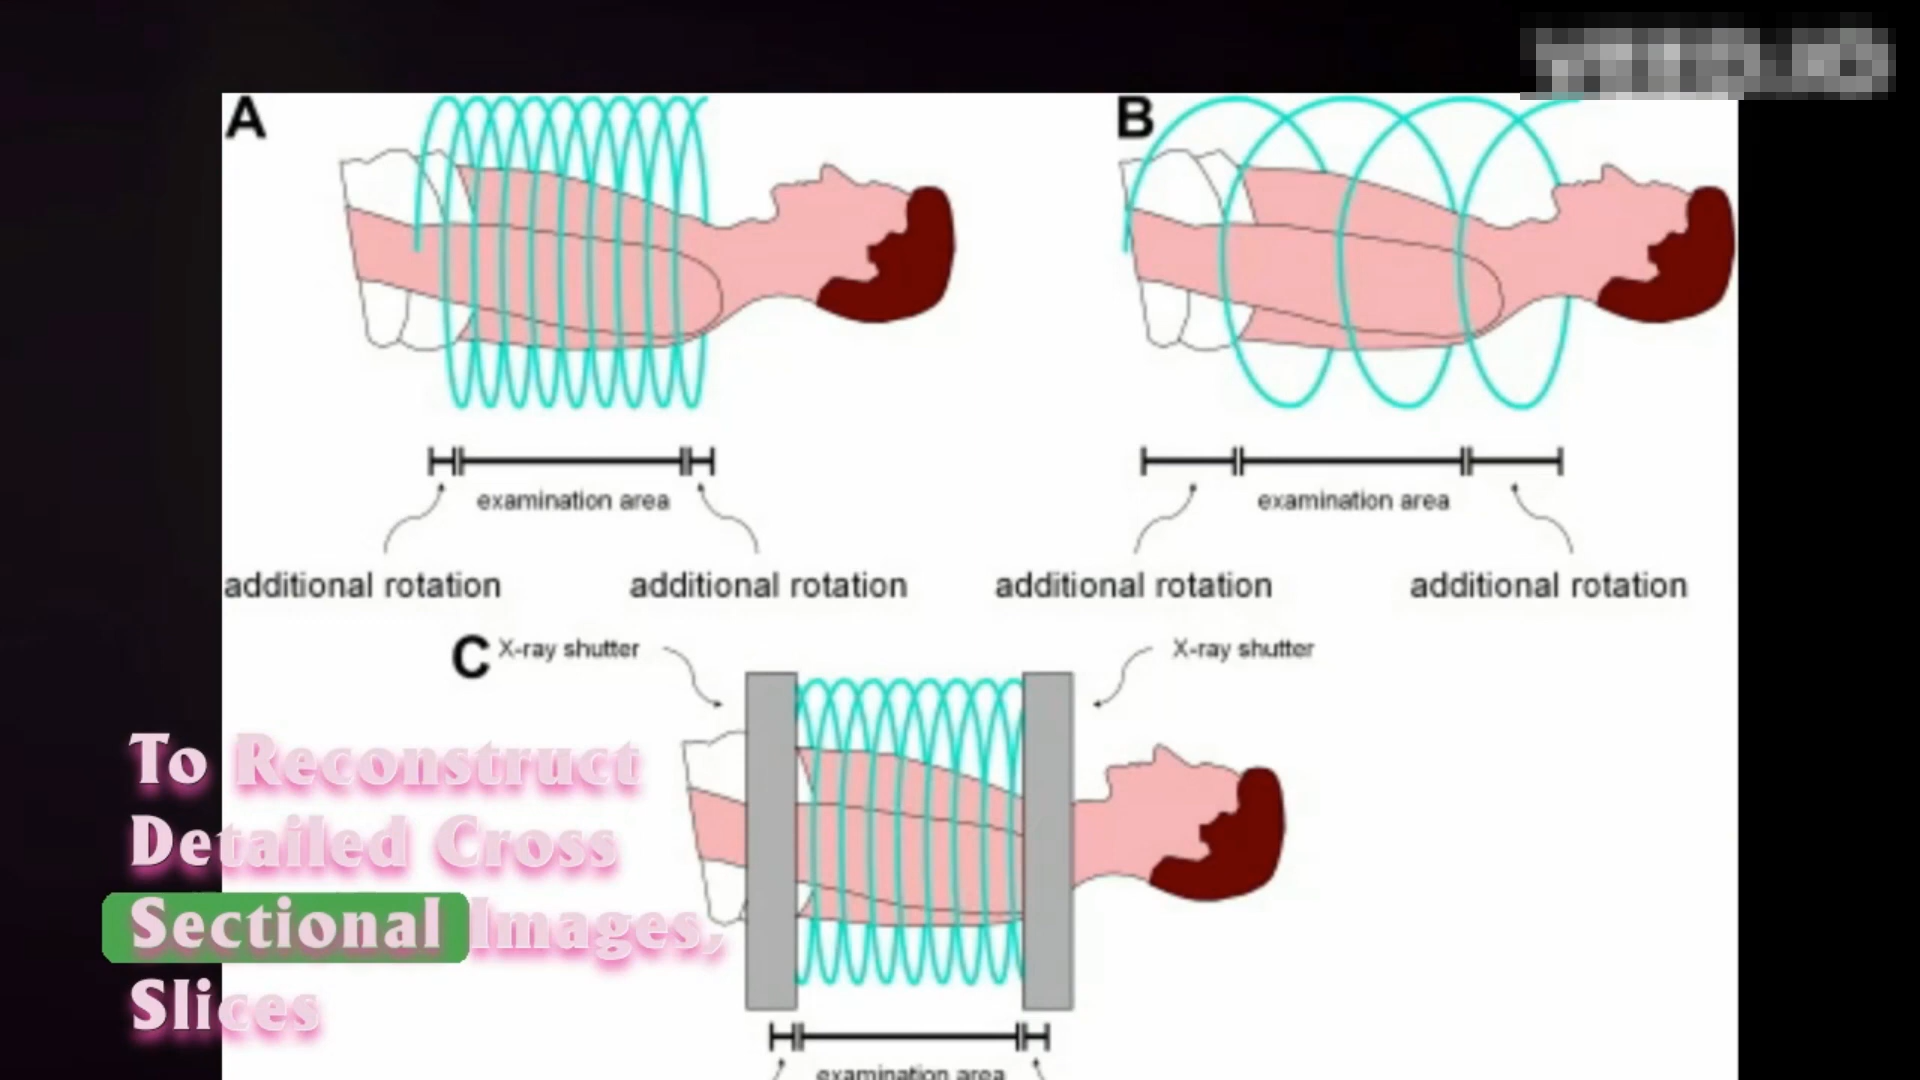 A
B
examination area
examination area
additional rotation
additional rotation
additional rotation
additional rotation
C
X-ray shutter
X-ray shutter
To Reconstruct
Detailed Cross
Sectional Images,
Slices
examination area